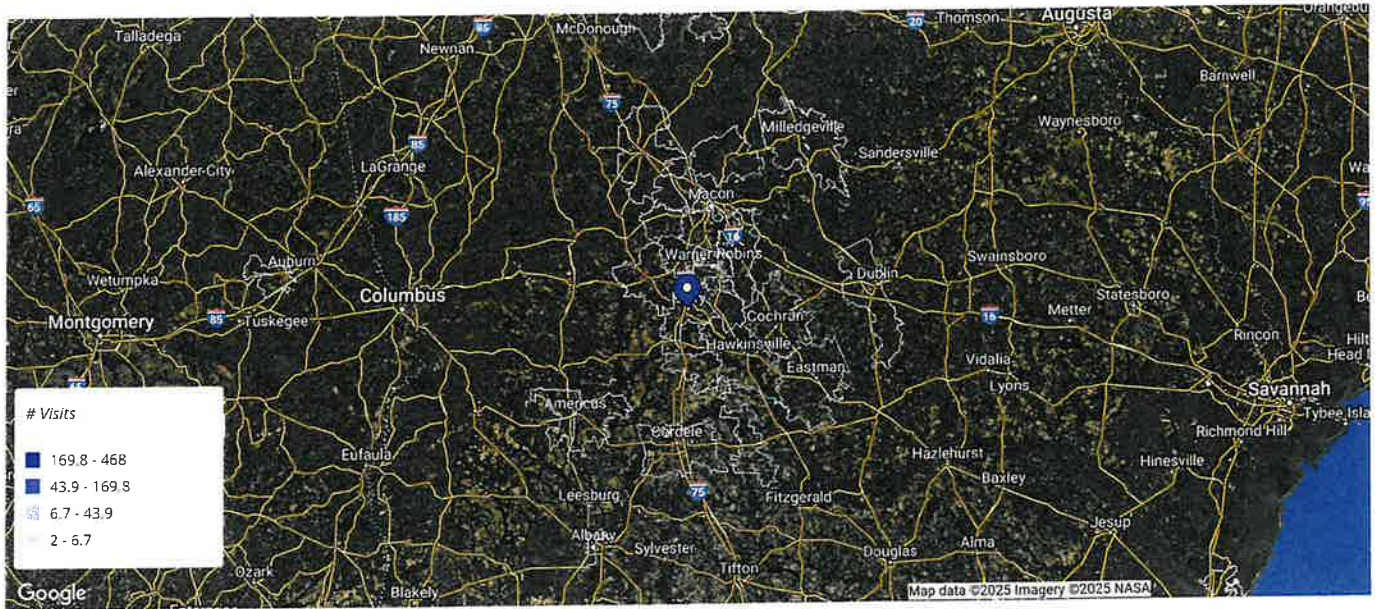 Talladega
Newnan
85
McDonough
20
Thomson
Augusta
Orangebu
Barnwell
75
Milledgeville
Waynesboro
Sandersville
85
LaGrange
Alexander City
65
185
Macon
16
Warner Robins
Auburn
Dublin
Swainsboro
Wetumpka
Columbus
Statesboro
Metter
16
Cochran
Montgomery
85
Tuskegee
Hawkinsville
Rincon
Hilt
Head
Vidalia
Eastman
Lyons
65
Savannah
Tybee Isla
Americus
Cordele
Richmond Hill
Eufaula
Hazlehurst
Hinesville
Baxley
75
Leesburg
Fitzgerald
Jesup
Albany
Sylvester
Douglas
Alma
Tifton
Ozark
Blakely
# Visits
169.8 - 468
43.9 - 169.8
6.7 - 43.9
2 - 6.7
Google
Map data ©2025 Imagery ©2025 NASA